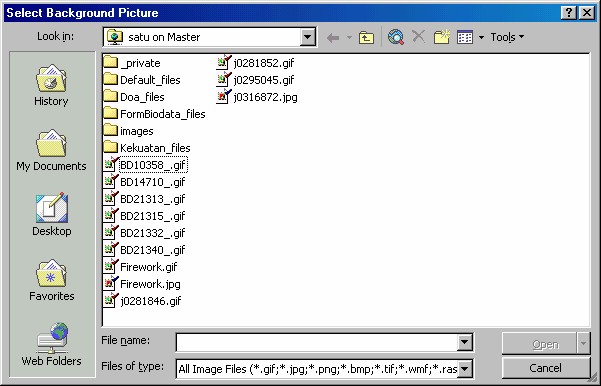 Select Background Picture
Look in: satu on Master Tools
History
My Documents
Desktop
Favorites
Web Folders
_private
Default_files
Doa_files
FormBiodata_files
images
Kekuatan_files
BD10358_.gif
BD14710_.gif
BD21313_.gif
BD21315_.gif
BD21332_.gif
BD21340_.gif
Firework.gif
Firework.jpg
j0281846.gif
j0281852.gif
j0295045.gif
j0316872.jpg
File name: Open
Files of type: All Image Files (*.gif;*.jpg;*.png;*.bmp;*.tif;*.wmf;*.ras Cancel